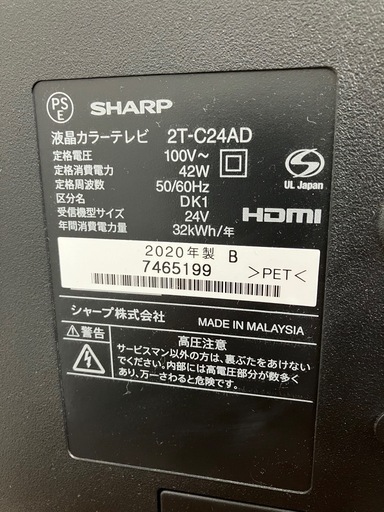 PS
E
SHARP
液晶カラーテレビ 2T-C24AD
定格電圧 100V～
定格消費電力 42W
定格周波数 50/60Hz
区分名 DK1
受信機型サイズ 24V
年間消費電力量 32kWh/年
S
UL Japan
HDMI
2020年製 B
7465199
>PET<
シャープ株式会社 MADE IN MALAYSIA
⚠警告
高圧注意
サービスマン以外の方は、裏ぶたをあけない
でください。内部には高電圧部分が数多く
あり、万一さわると危険です。